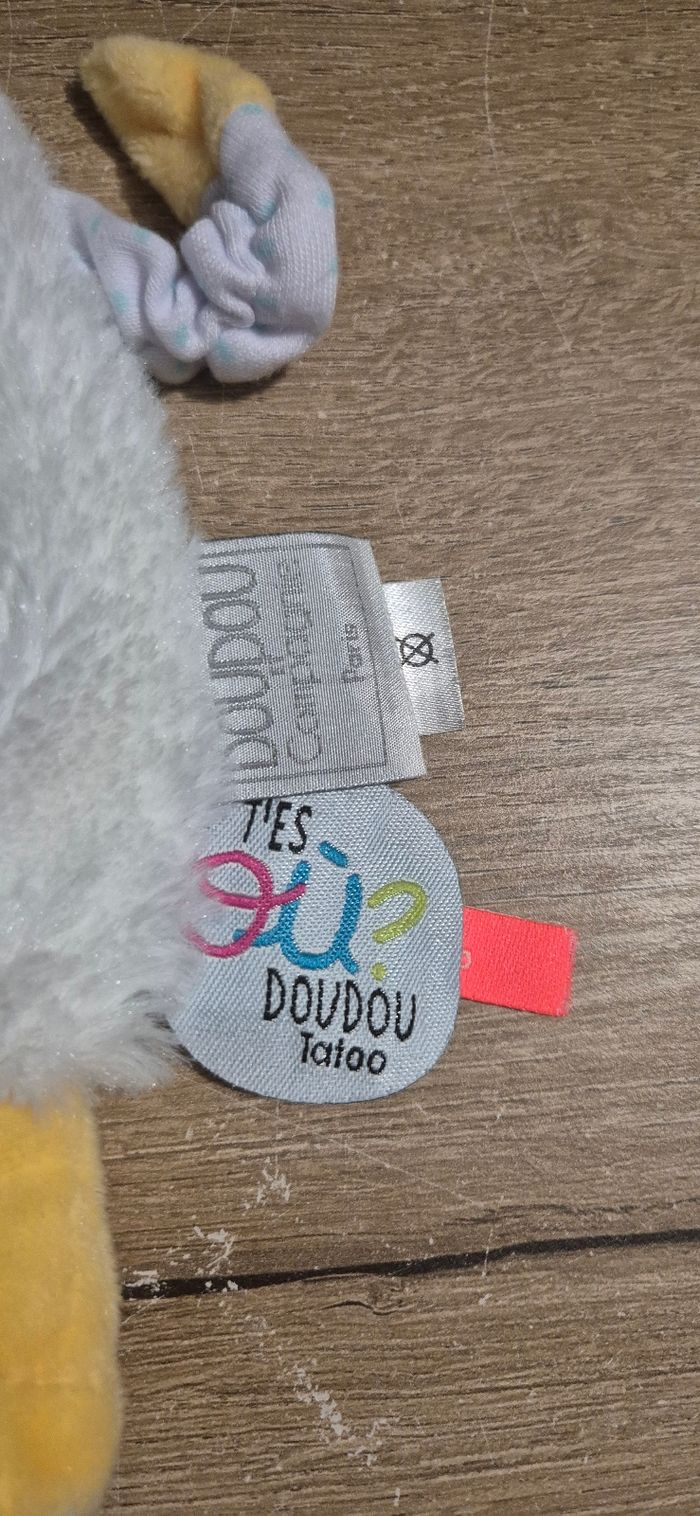 DOUDOU
ET
Compagnie
Paris
T'ES
OÙ?
DOUDOU
Tatoo